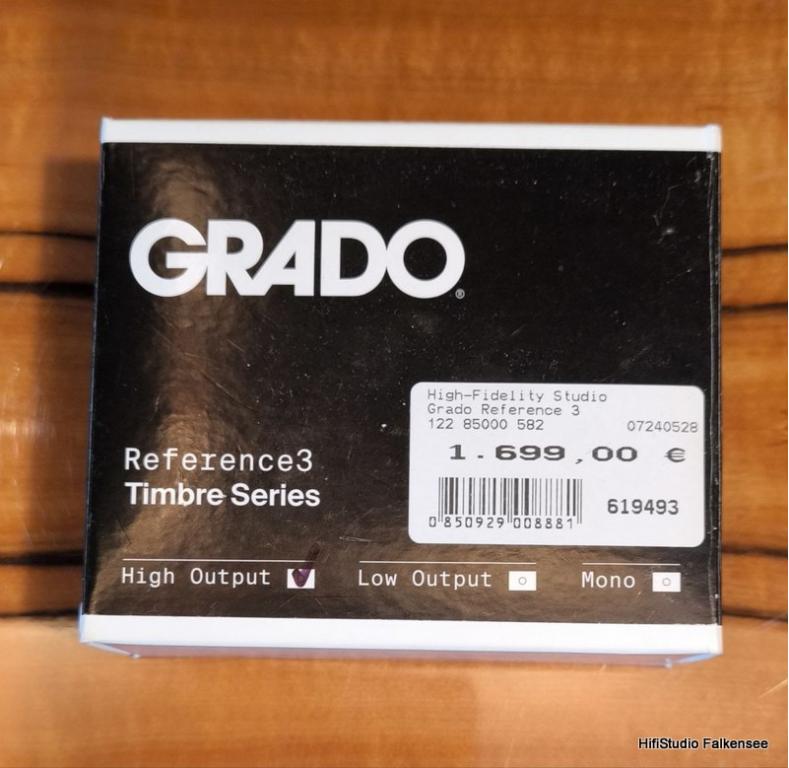 GRADO®
High-Fidelity Studio
Grado Reference 3
122 85000 582 07240528
1.699,00 €
0 850929 008881
619493
Reference3
Timbre Series
High Output Low Output Mono
HifiStudio Falkensee